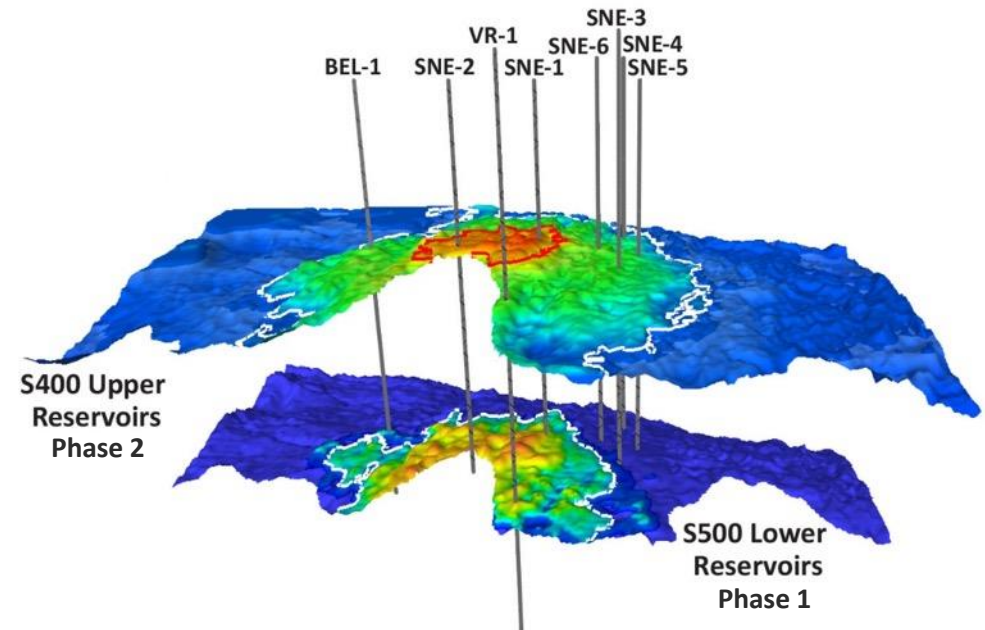 SNE-3
VR-1
SNE-6 SNE-4
BEL-1 SNE-2 SNE-1 SNE-5
S400 Upper
Reservoirs
Phase 2
S500 Lower
Reservoirs
Phase 1